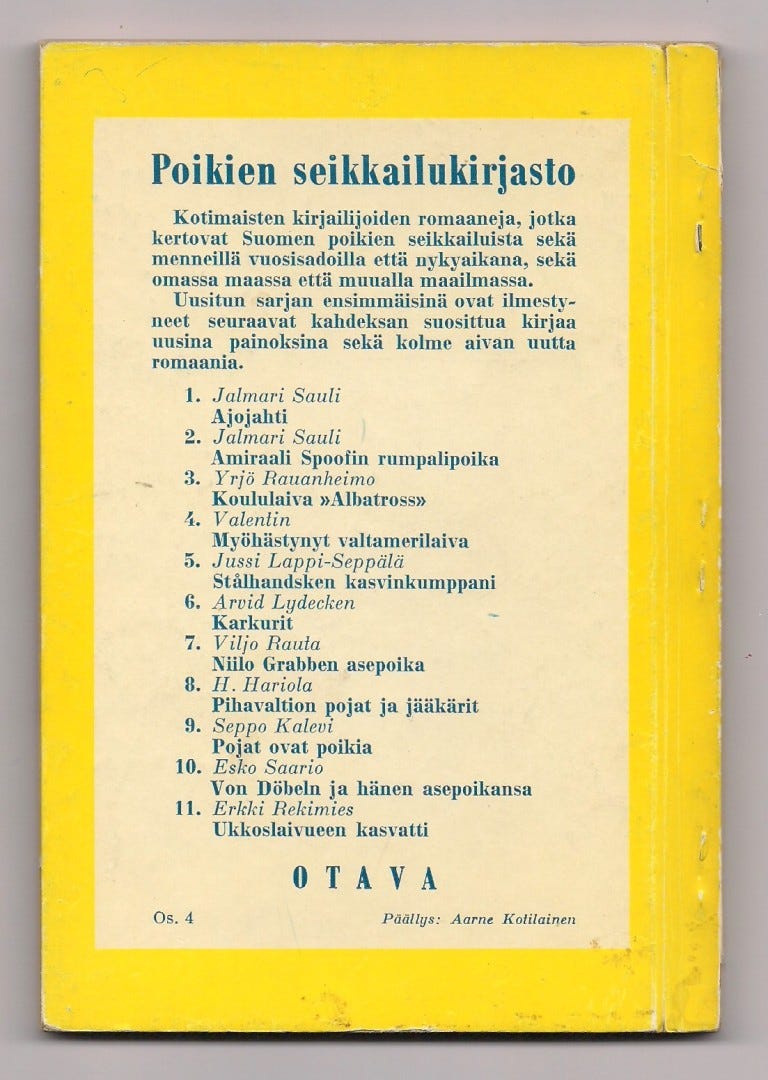 Poikien seikkailukirjasto
Kotimaisten kirjailijoiden romaaneja, jotka
kertovat Suomen poikien seikkailuista sekä
menneillä vuosisadoilla että nykyaikana, sekä
omassa maassa että muualla maailmassa.
Uusitun sarjan ensimmäisinä ovat ilmesty-
neet seuraavat kahdeksan suosittua kirjaa
uusina painoksina sekä kolme aivan uutta
romaania.
1. Jalmari Sauli
Ajojahti
2. Jalmari Sauli
Amiraali Spoofin rumpalipoika
3. Yrjö Rauanheimo
Koululaiva »Albatross»
4. Valentin
Myöhästynyt valtamerilaiva
5. Jussi Lappi-Seppälä
Stålhandsken kasvinkumppani
6. Arvid Lydecken
Karkurit
7. Viljo Rauta
Niilo Grabben asepoika
8. H. Hariola
Pihavaltion pojat ja jääkärit
9. Seppo Kalevi
Pojat ovat poikia
10. Esko Saario
Von Döbeln ja hänen asepoikansa
11. Erkki Rekimies
Ukkoslaivueen kasvatti
OTAVA
Os. 4 Päällys: Aarne Kotilainen